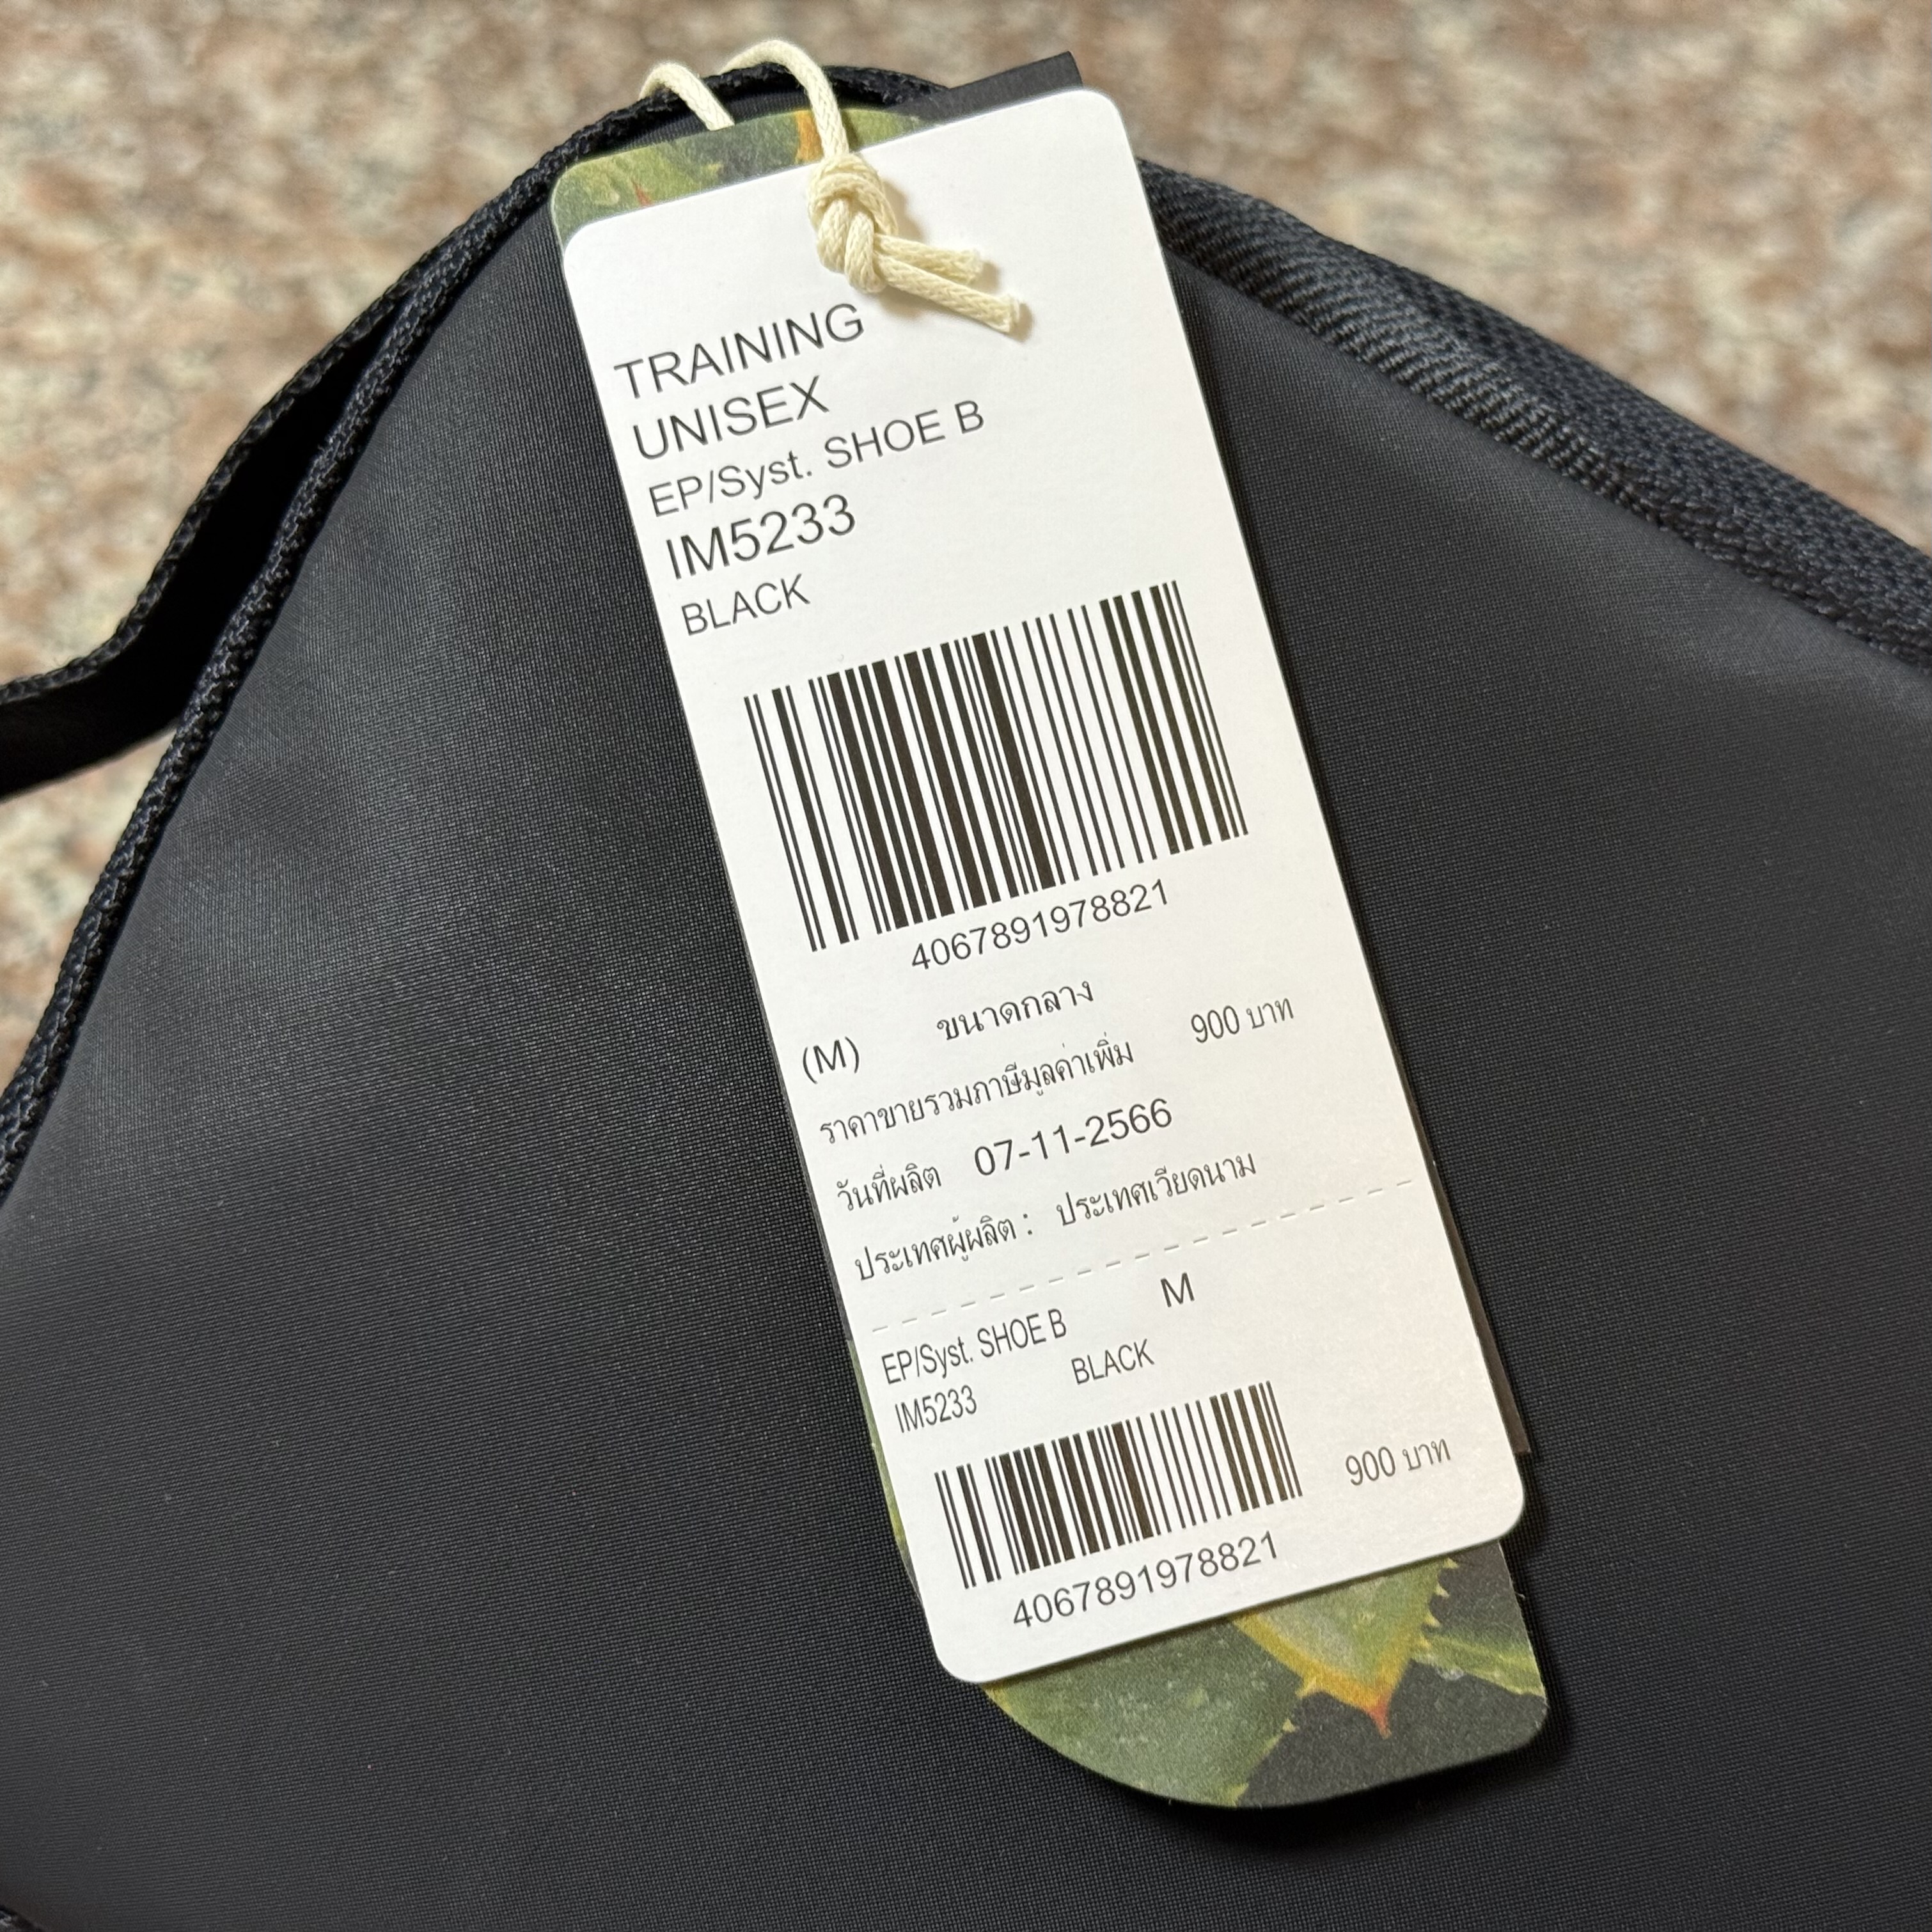 TRAINING
UNISEX
EP/Syst. SHOE B
IM5233
BLACK
4067891978821
(M) ขนาดกลาง
ราคาขายรวมภาษีมูลค่าเพิ่ม 900 บาท
วันที่ผลิต 07-11-2566
ประเทศผู้ผลิต : ประเทศเวียดนาม
EP/Syst. SHOE B M
IM5233 BLACK
900 บาท
4067891978821